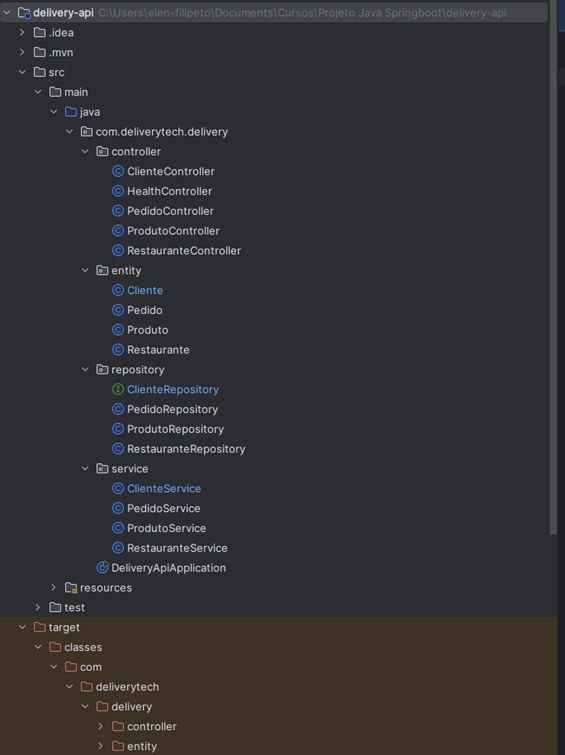 delivery-api C:\Users\elen-filipeto\Documents\Cursos\Projeto Java Springboot\delivery-api
.idea
.mvn
src
main
java
com.deliverytech.delivery
controller
ClienteController
HealthController
PedidoController
ProdutoController
RestauranteController
entity
Cliente
Pedido
Produto
Restaurante
repository
ClienteRepository
PedidoRepository
ProdutoRepository
RestauranteRepository
service
ClienteService
PedidoService
ProdutoService
RestauranteService
DeliveryApiApplication
resources
test
target
classes
com
deliverytech
delivery
controller
entity